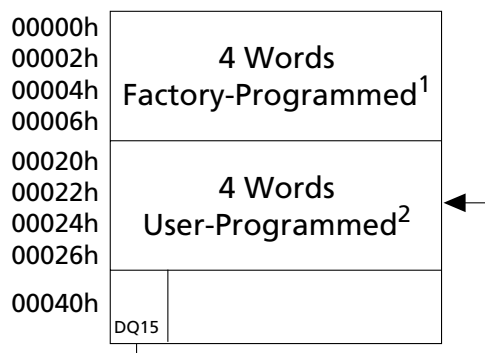 00000h
00002h
00004h
00006h
4 Words
Factory-Programmed1
00020h
00022h
00024h
00026h
4 Words
User-Programmed2
00040h
DQ15